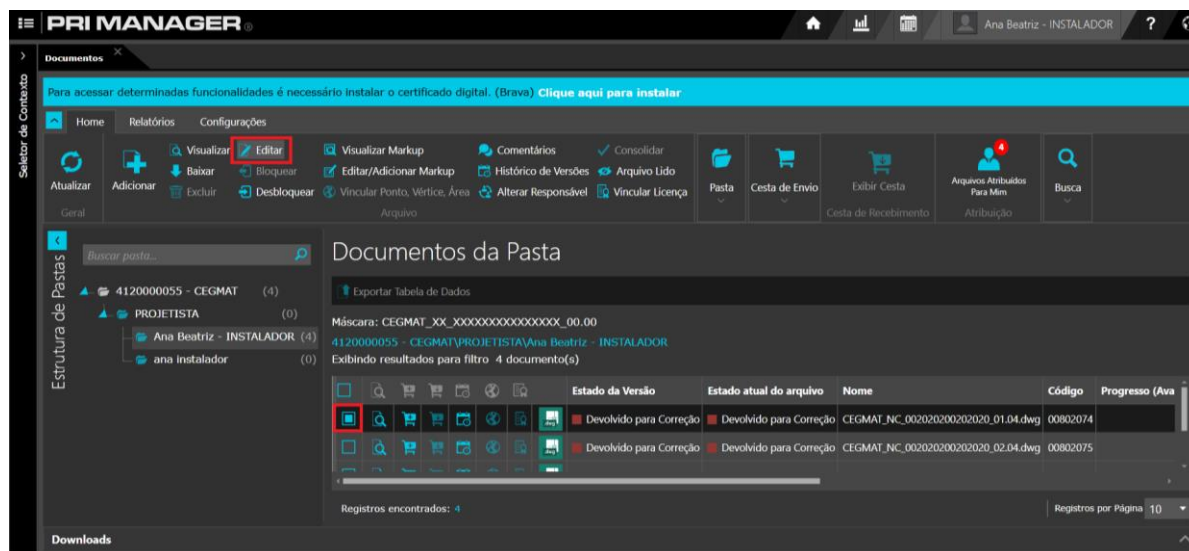 PRI MANAGER®
Ana Beatriz - INSTALADOR ?
Seletor de Contexto
Documentos
Para acessar determinadas funcionalidades é necessário instalar o certificado digital. (Brava) Clique aqui para instalar
Home Relatórios Configurações
Atualizar
Geral
Adicionar
Visualizar Editar
Baixar Bloquear
Excluir Desbloquear
Visualizar Markup Comentários Consolidar
Editar/Adicionar Markup Histórico de Versões Arquivo Lido
Vincular Ponto, Vértice, Área Alterar Responsável Vincular Licença
Arquivo
Pasta
Cesta de Envio
Exibir Cesta
Cesta de Recebimento
4
Arquivos Atribuídos
Para Mim
Atribuição
Busca
Estrutura de Pastas
Buscar pasta...
4120000055 - CEGMAT (4)
PROJETISTA (0)
Ana Beatriz - INSTALADOR (4)
ana instalador (0)
Documentos da Pasta
Exportar Tabela de Dados
Máscara: CEGMAT_XX_XXXXXXXXXXXXXXX_00.00
4120000055 - CEGMAT\PROJETISTA\Ana Beatriz - INSTALADOR
Exibindo resultados para filtro 4 documento(s)
Estado da Versão Estado atual do arquivo Nome Código Progresso (Ava
.dwg Devolvido para Correção Devolvido para Correção CEGMAT_NC_002020200202020_01.04.dwg 00802074
.dwg Devolvido para Correção Devolvido para Correção CEGMAT_NC_002020200202020_02.04.dwg 00802075
Registros encontrados: 4 Registros por Página 10
Downloads